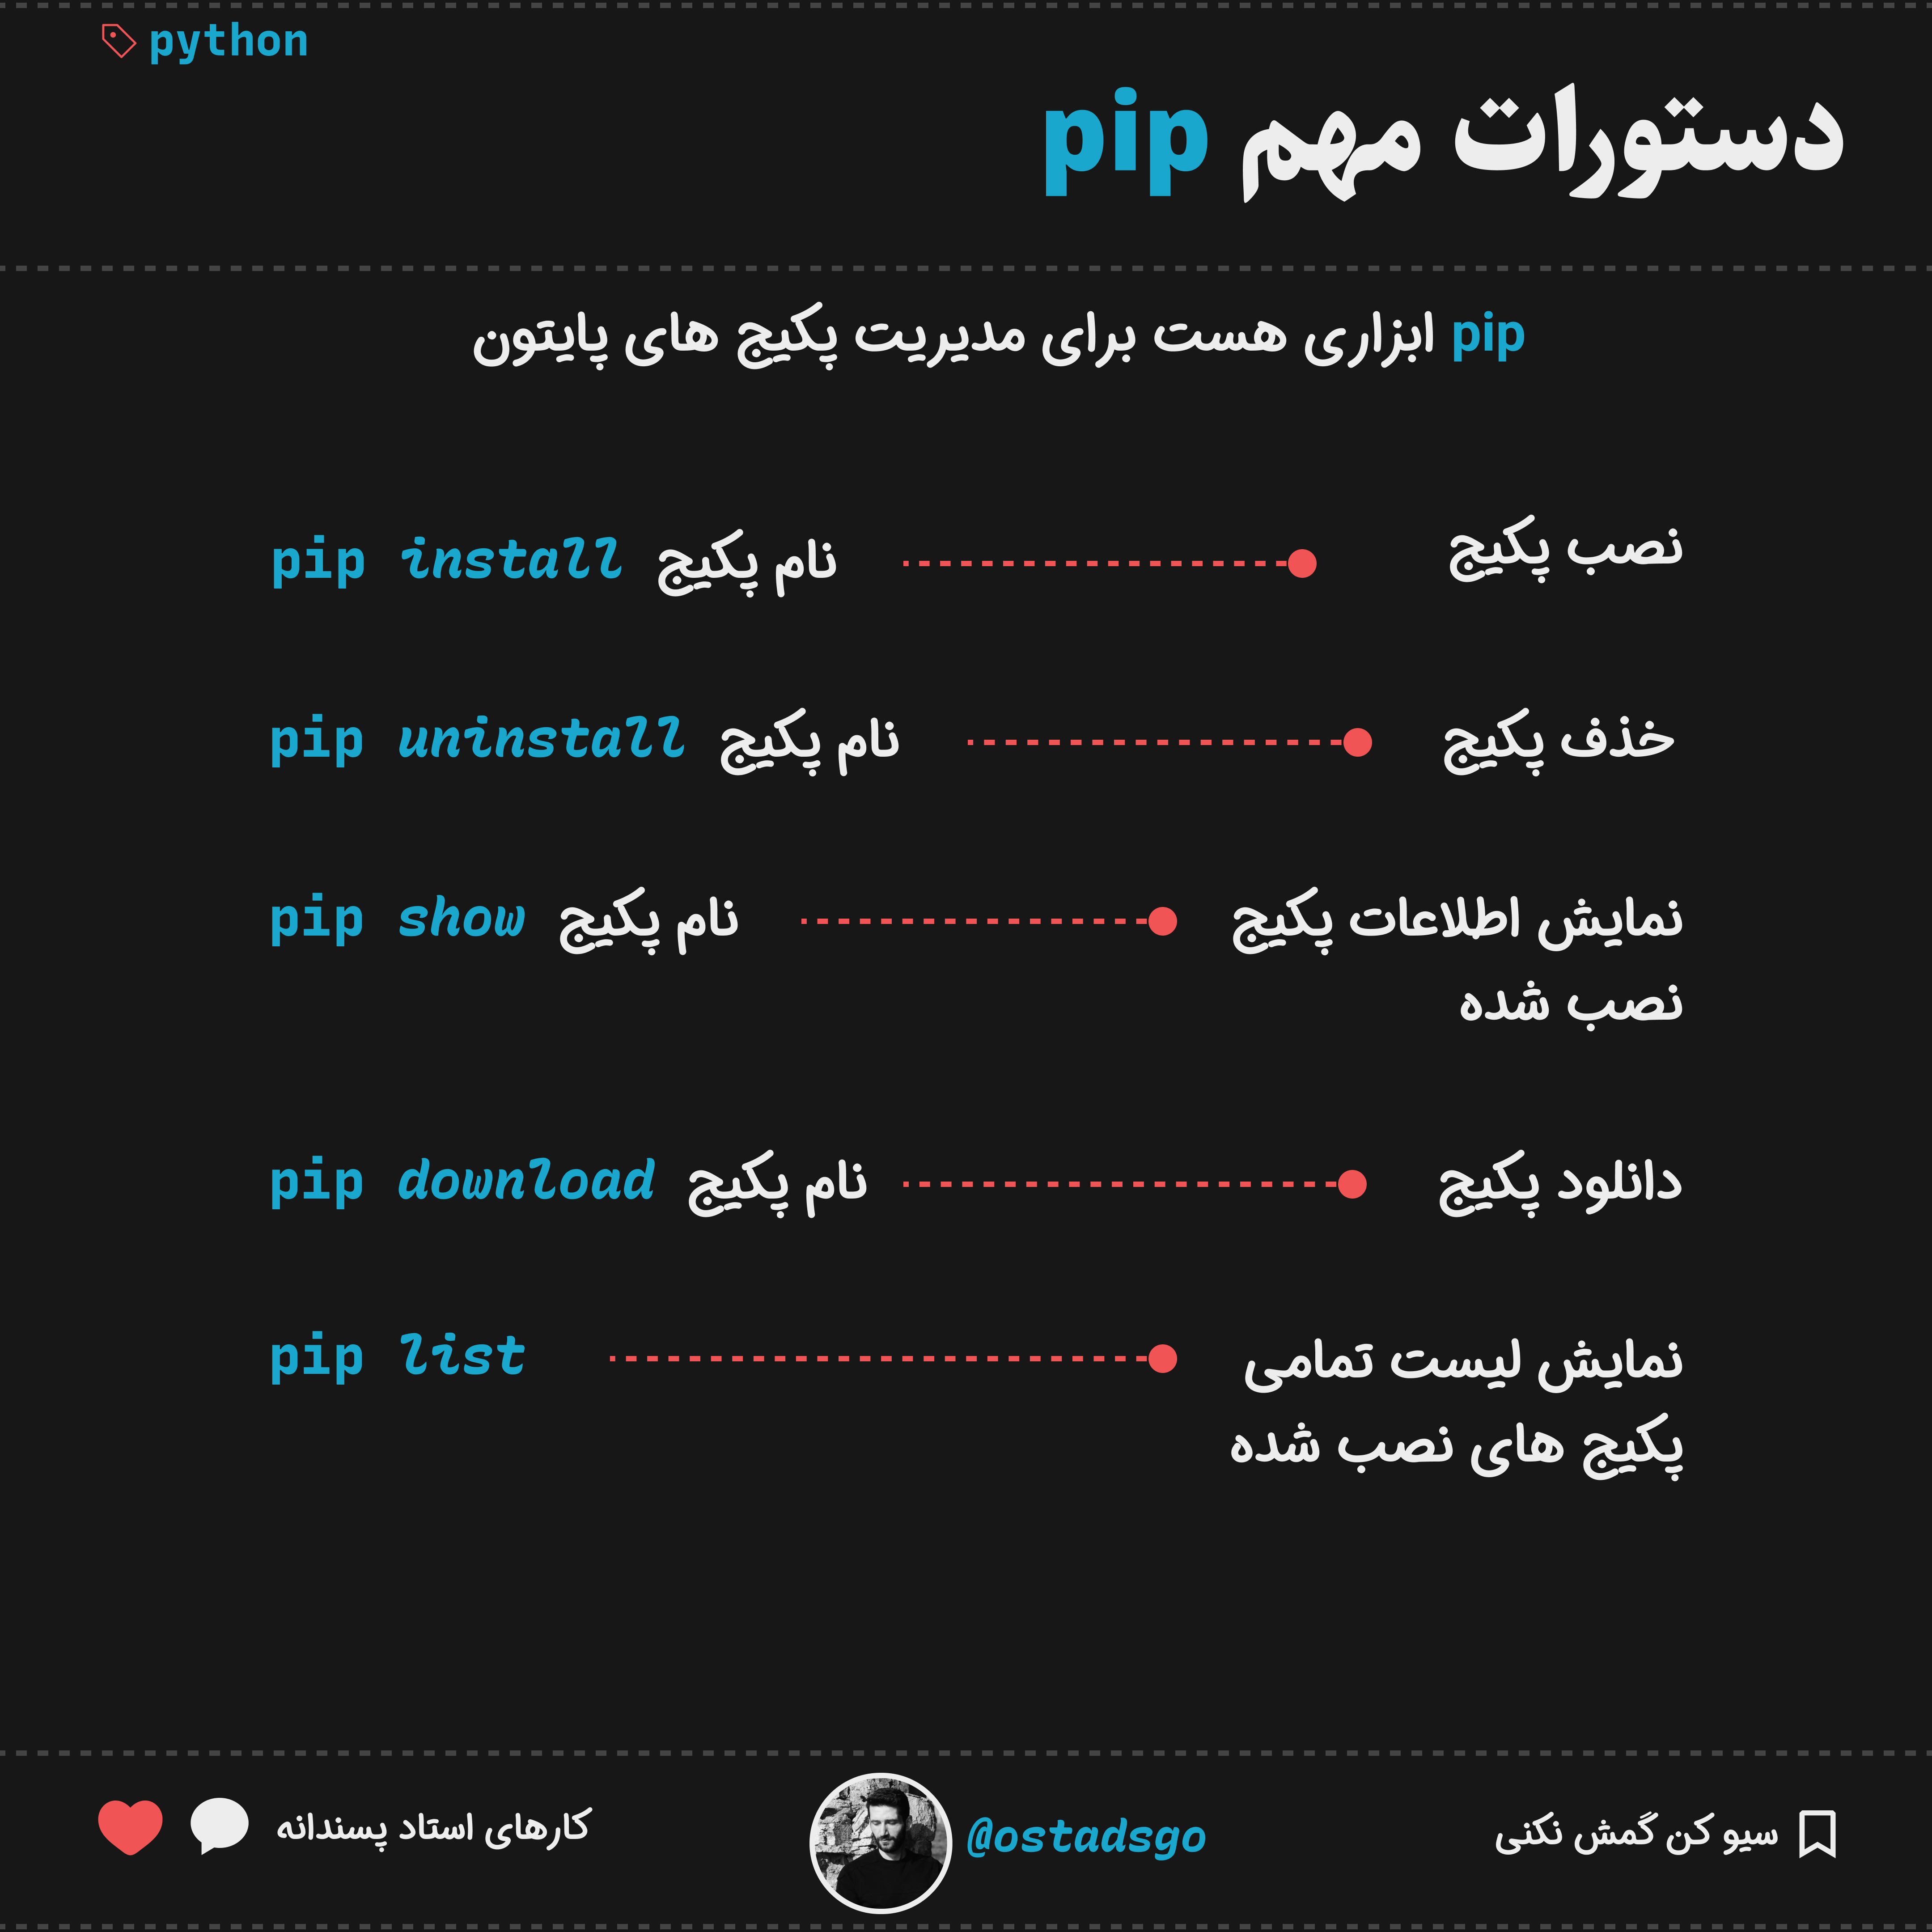 python
دستورات مهم pip
pip ابزاری هست برای مدیریت پکیج های پایتون
نصب پکیج
pip install نام پکیج
حذف پکیج
pip uninstall نام پکیج
نمایش اطلاعات پکیج
نصب شده
pip show نام پکیج
دانلود پکیج
pip download نام پکیج
نمایش لیست تمامی
پکیج های نصب شده
pip list
سیو کن گمش نکنی
@ostadsgo
کارهای استاد پسندانه